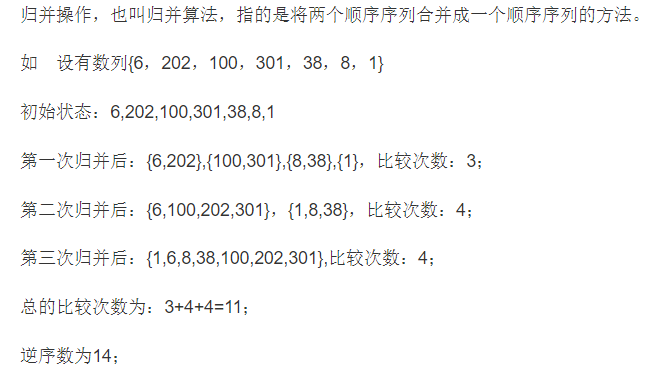 归并操作，也叫归并算法，指的是将两个顺序序列合并成一个顺序序列的方法。
如　设有数列{6，202，100，301，38，8，1}
初始状态：6,202,100,301,38,8,1
第一次归并后：{6,202},{100,301},{8,38},{1}，比较次数：3；
第二次归并后：{6,100,202,301}，{1,8,38}，比较次数：4；
第三次归并后：{1,6,8,38,100,202,301},比较次数：4；
总的比较次数为：3+4+4=11；
逆序数为14；